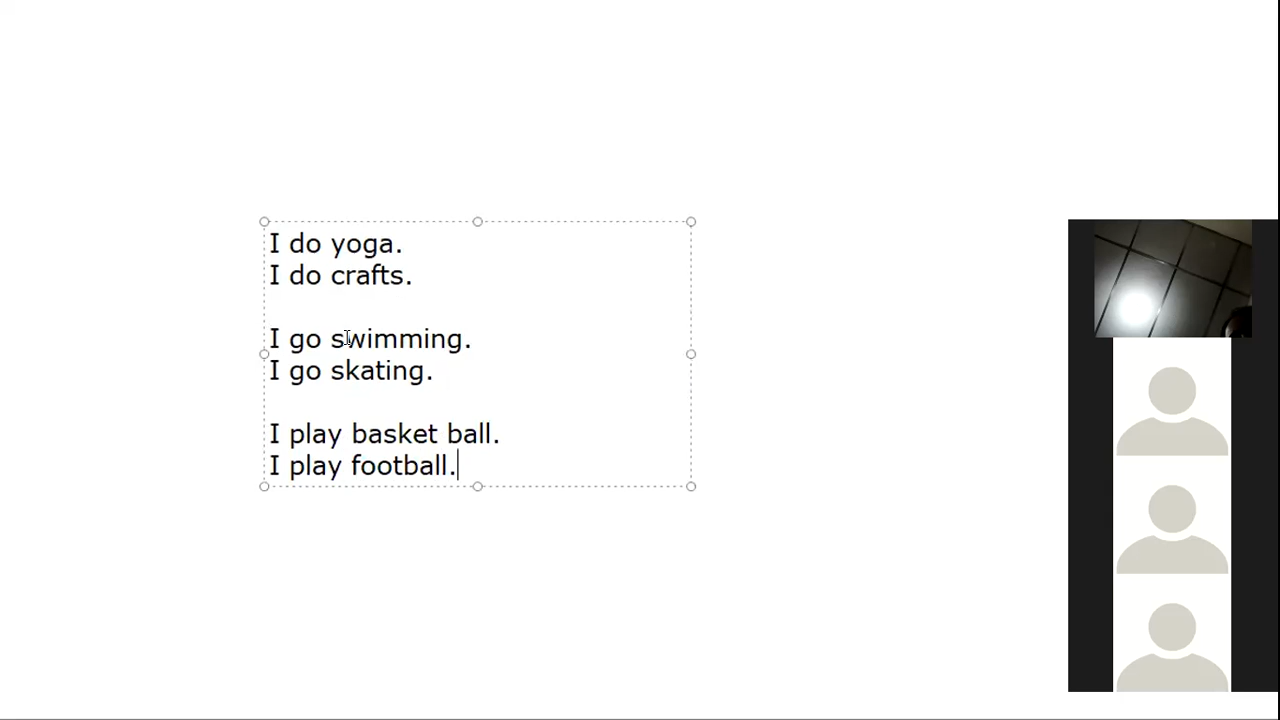 I do yoga.
I do crafts.
I go swimming.
I go skating.
I play basket ball.
I play football.